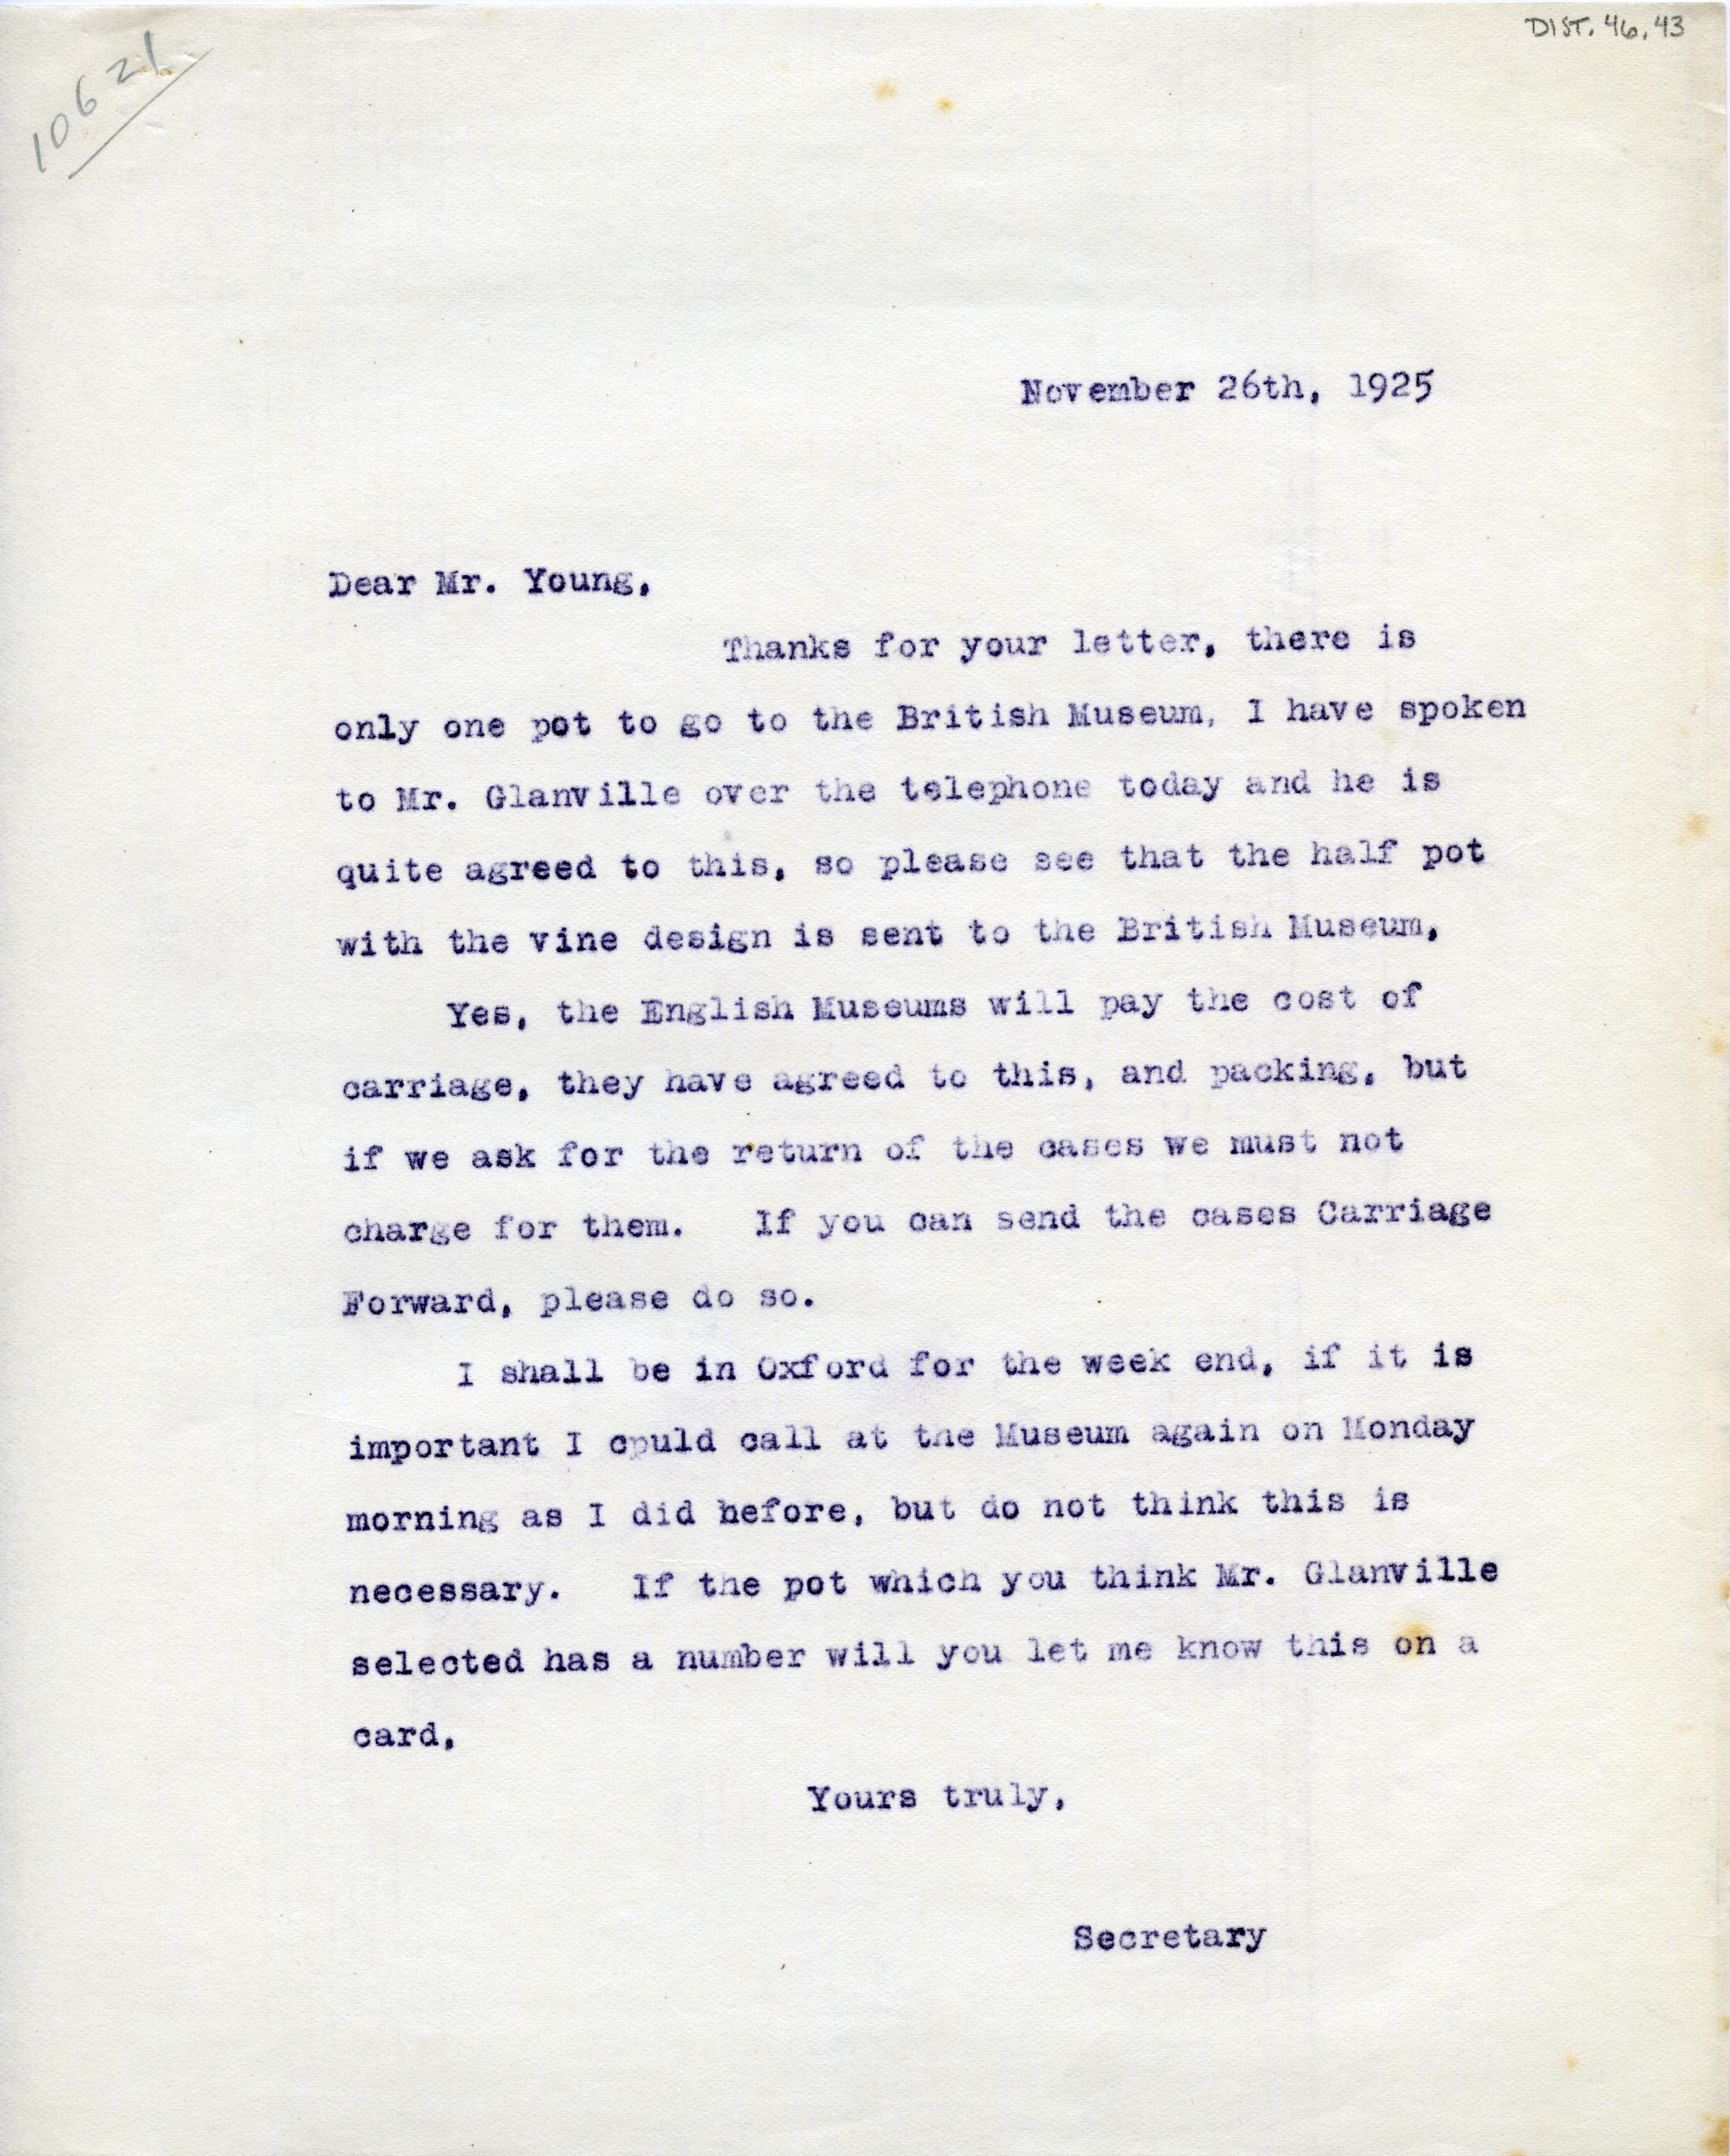 10621
DIST. 46.43
November 26th, 1925
Dear Mr. Young,
Thanks for your letter, there is
only one pot to go to the British Museum, I have spoken
to Mr. Glanville over the telephone today and he is
quite agreed to this, so please see that the half pot
with the vine design is sent to the British Museum,
Yes, the English Museums will pay the cost of
carriage, they have agreed to this, and packing, but
if we ask for the return of the cases we must not
charge for them. If you can send the cases Carriage
Forward, please do so.
I shall be in Oxford for the week end, if it is
important I cpuld call at the Museum again on Monday
morning as I did hefore, but do not think this is
necessary. If the pot which you think Mr. Glanville
selected has a number will you let me know this on a
card,
Yours truly,
Secretary